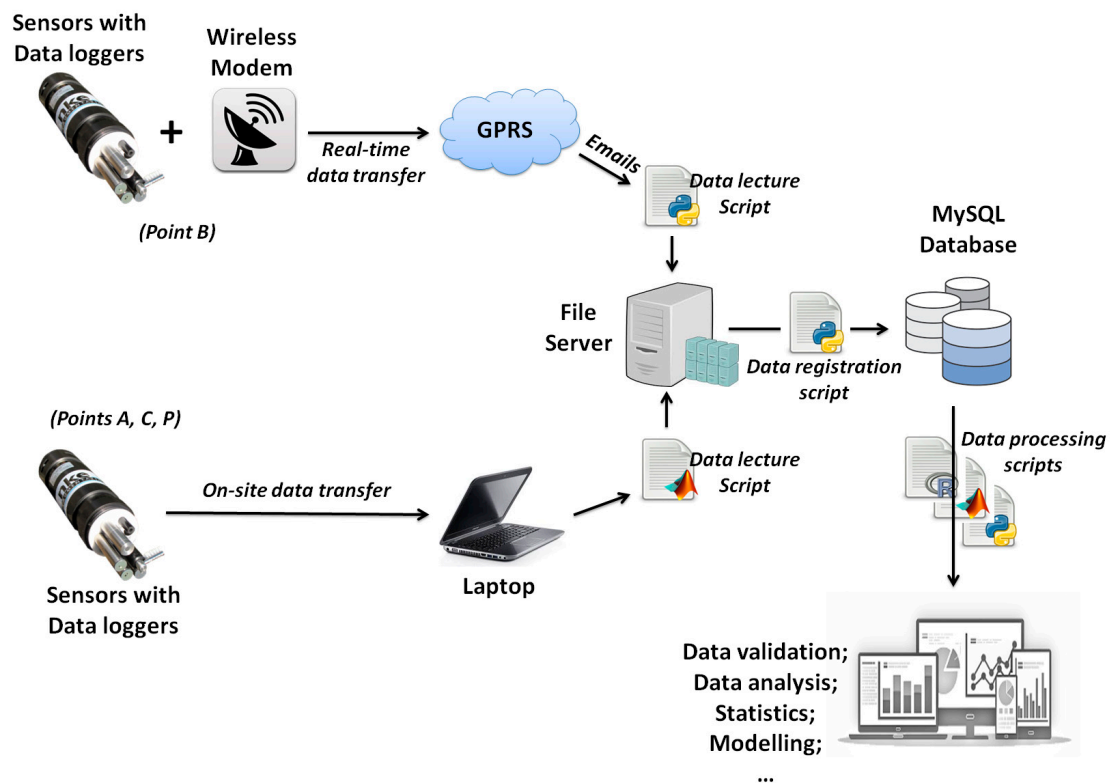 Sensors with
Data loggers
Wireless
Modem
nks
+
Real-time
data transfer
(Point B)
GPRS
Emails
Data lecture
Script
MySQL
Database
File
Server
Data registration
script
(Points A, C, P)
nks
On-site data transfer
Sensors with
Data loggers
Laptop
Data lecture
Script
Data processing
scripts
R
Data validation;
Data analysis;
Statistics;
Modelling;
...